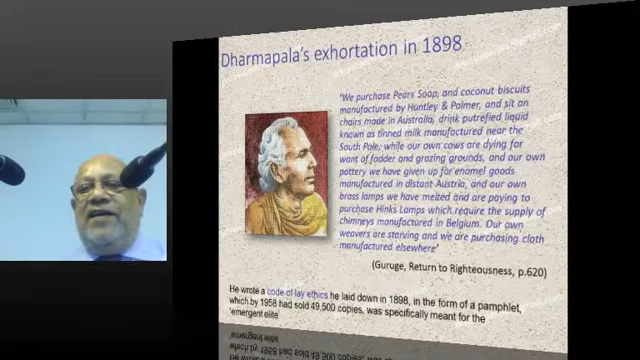 Dharmapala's exhortation in 1898
'We purchase Pears Soap, and coconut biscuits
manufactured by Huntley & Palmer, and sit on
chairs made in Australia, drink putrefied liquid
known as tinned milk manufactured near the
South Pole, while our own cows are dying for
want of fodder and grazing grounds, and our own
pottery we have given up for enamel goods
manufactured in distant Austria, and our own
brass lamps we have melted and are paying to
purchase Hinks Lamps which require the supply of
chimneys manufactured in Belgium. Our own
weavers are starving and we are purchasing cloth
manufactured elsewhere'
(Guruge, Return to Righteousness, p.620)
He wrote a code of lay ethics he laid down in 1898, in the form of a pamphlet,
which by 1958 had sold 49,500 copies, was specifically meant for the
'emergent elite'